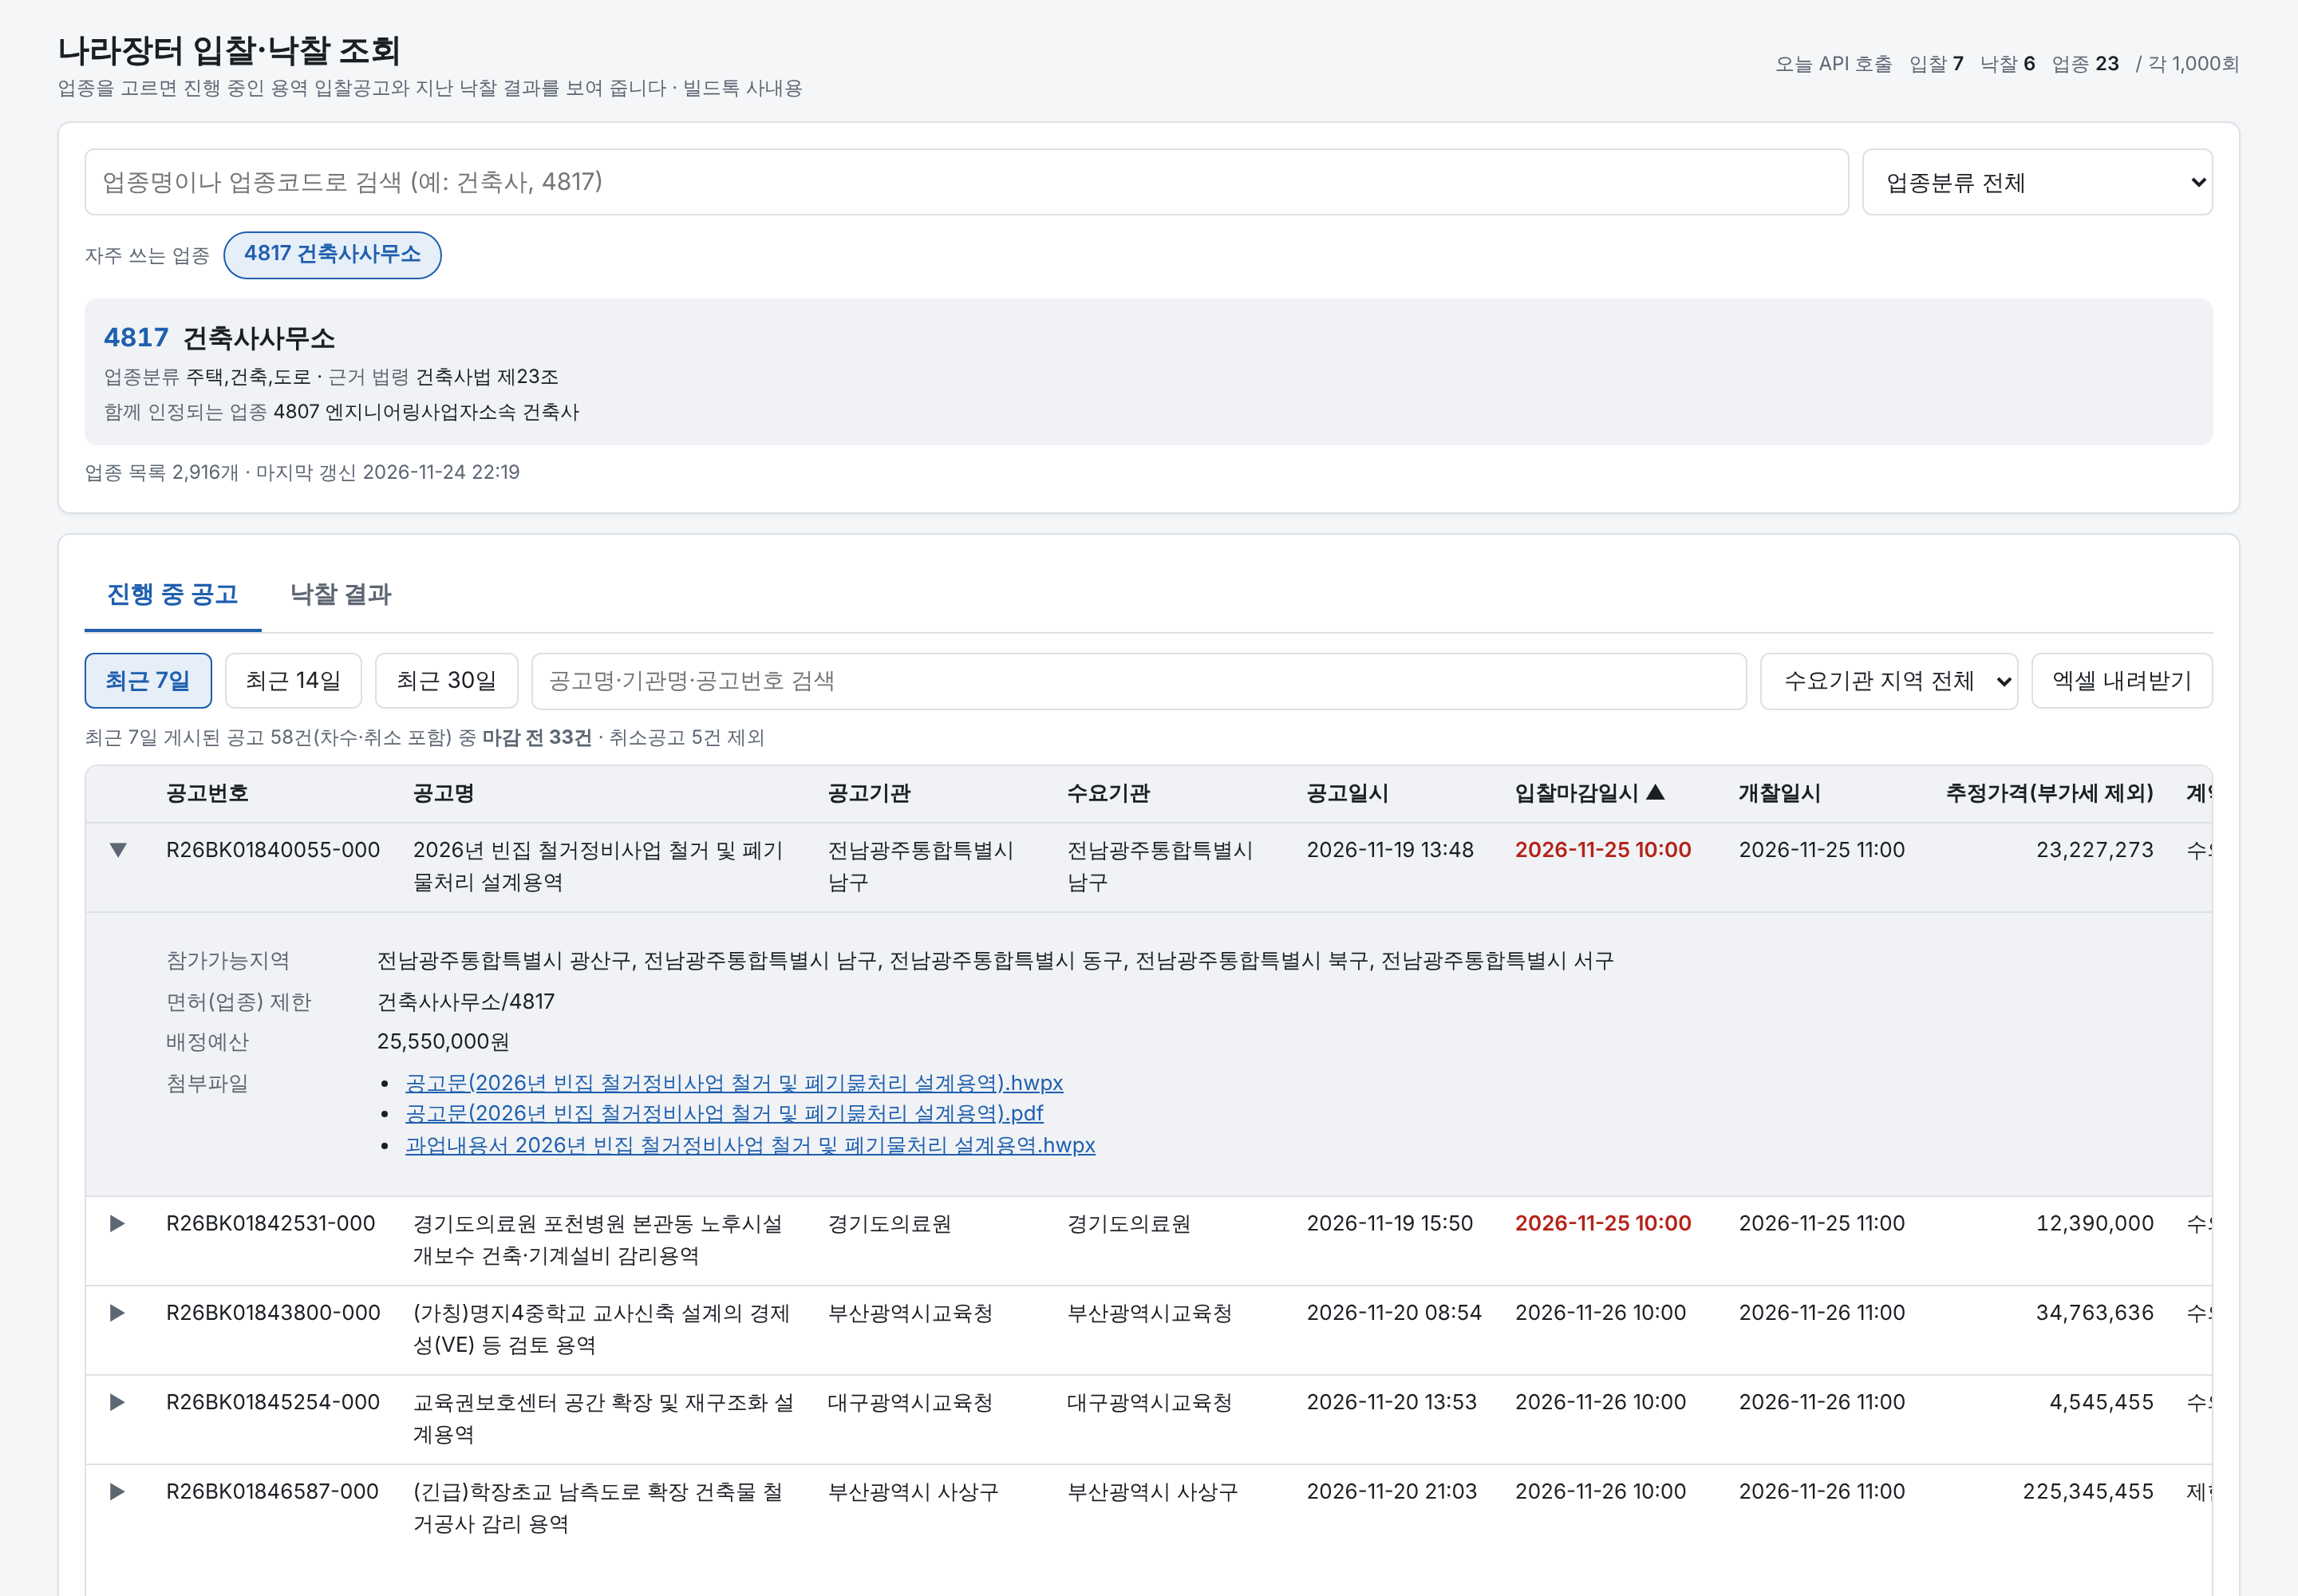 나라장터 입찰·낙찰 조회
업종을 고르면 진행 중인 용역 입찰공고와 지난 낙찰 결과를 보여 줍니다 · 빌드톡 사내용
오늘 API 호출 입찰 7 낙찰 6 업종 23 / 각 1,000회
업종명이나 업종코드로 검색 (예: 건축사, 4817)
업종분류 전체
자주 쓰는 업종 4817 건축사사무소
4817 건축사사무소
업종분류 주택,건축,도로 · 근거 법령 건축사법 제23조
함께 인정되는 업종 4807 엔지니어링사업자소속 건축사
업종 목록 2,916개 · 마지막 갱신 2026-11-24 22:19
진행 중 공고 낙찰 결과
최근 7일 최근 14일 최근 30일 공고명·기관명·공고번호 검색 수요기관 지역 전체 엑셀 내려받기
최근 7일 게시된 공고 58건(차수·취소 포함) 중 마감 전 33건 · 취소공고 5건 제외
공고번호 공고명 공고기관 수요기관 공고일시 입찰마감일시 ▲ 개찰일시 추정가격(부가세 제외)
▼ R26BK01840055-000 2026년 빈집 철거정비사업 철거 및 폐기 전남광주통합특별시 전남광주통합특별시 2026-11-19 13:48 2026-11-25 10:00 2026-11-25 11:00 23,227,273
물처리 설계용역 남구 남구
참가가능지역 전남광주통합특별시 광산구, 전남광주통합특별시 남구, 전남광주통합특별시 동구, 전남광주통합특별시 북구, 전남광주통합특별시 서구
면허(업종) 제한 건축사사무소/4817
배정예산 25,550,000원
첨부파일 • 공고문(2026년 빈집 철거정비사업 철거 및 폐기묾처리 설계용역).hwpx
• 공고문(2026년 빈집 철거정비사업 철거 및 폐기묾처리 설계용역).pdf
• 과업내용서 2026년 빈집 철거정비사업 철거 및 폐기물처리 설계용역.hwpx
▶ R26BK01842531-000 경기도의료원 포천병원 본관동 노후시설 경기도의료원 경기도의료원 2026-11-19 15:50 2026-11-25 10:00 2026-11-25 11:00 12,390,000
개보수 건축·기계설비 감리용역
▶ R26BK01843800-000 (가칭)명지4중학교 교사신축 설계의 경제 부산광역시교육청 부산광역시교육청 2026-11-20 08:54 2026-11-26 10:00 2026-11-26 11:00 34,763,636
성(VE) 등 검토 용역
▶ R26BK01845254-000 교육권보호센터 공간 확장 및 재구조화 설 대구광역시교육청 대구광역시교육청 2026-11-20 13:53 2026-11-26 10:00 2026-11-26 11:00 4,545,455
계용역
▶ R26BK01846587-000 (긴급)학장초교 남측도로 확장 건축물 철 부산광역시 사상구 부산광역시 사상구 2026-11-20 21:03 2026-11-26 10:00 2026-11-26 11:00 225,345,455
거공사 감리 용역